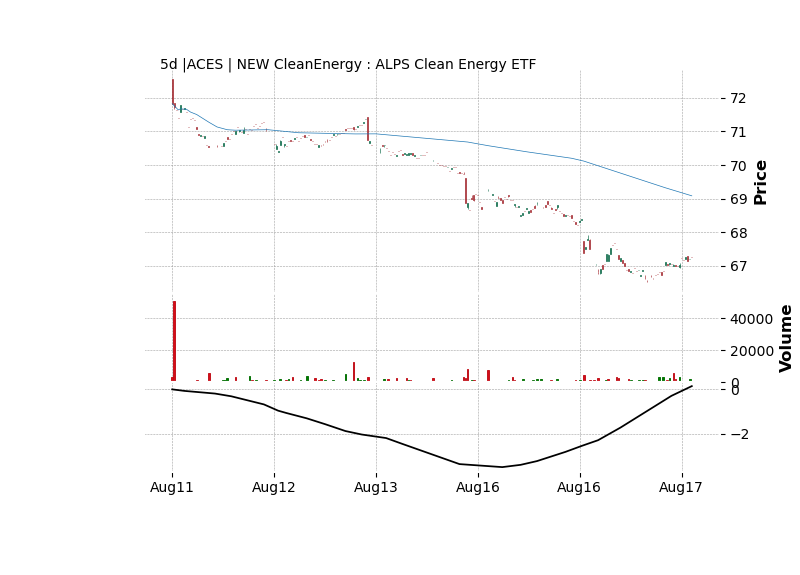 5d |ACES | NEW CleanEnergy : ALPS Clean Energy ETF
72
71
70
69
68
67
Price
40000
20000
0
Volume
0
−2
Aug11 Aug12 Aug13 Aug16 Aug16 Aug17